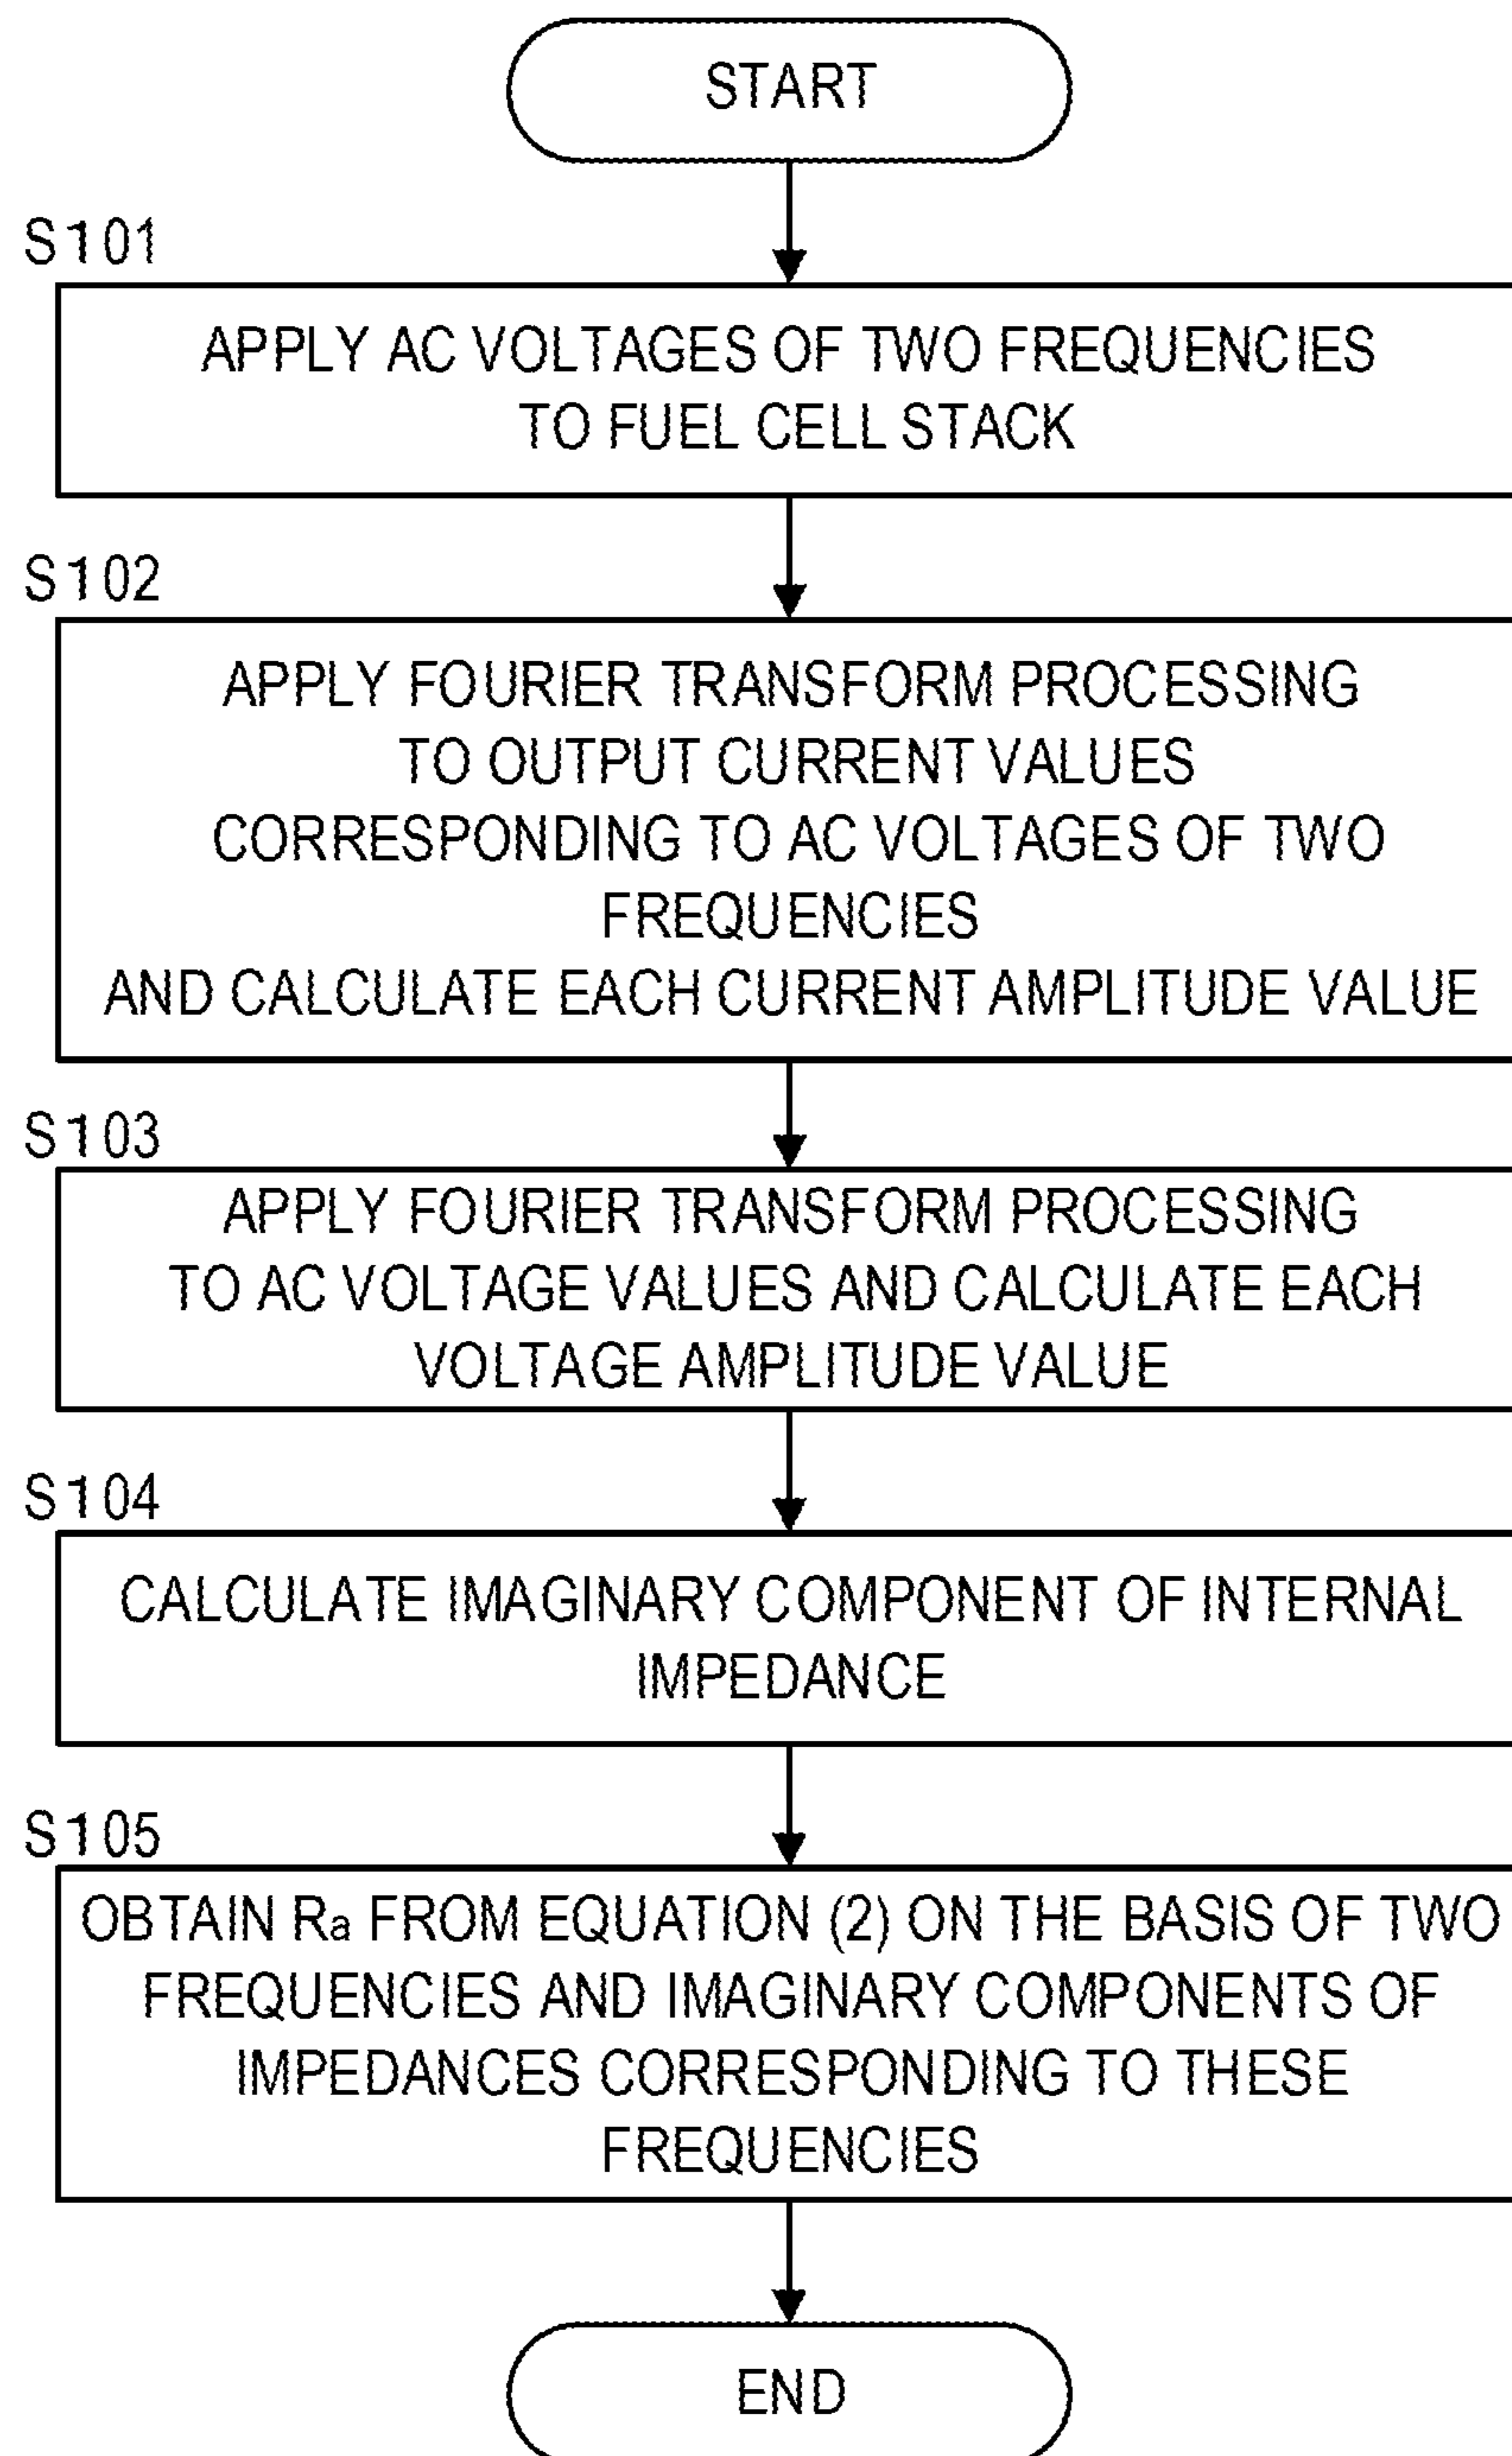 START
S101
APPLY AC VOLTAGES OF TWO FREQUENCIES
TO FUEL CELL STACK
S102
APPLY FOURIER TRANSFORM PROCESSING
TO OUTPUT CURRENT VALUES
CORRESPONDING TO AC VOLTAGES OF TWO
FREQUENCIES
AND CALCULATE EACH CURRENT AMPLITUDE VALUE
S103
APPLY FOURIER TRANSFORM PROCESSING
TO AC VOLTAGE VALUES AND CALCULATE EACH
VOLTAGE AMPLITUDE VALUE
S104
CALCULATE IMAGINARY COMPONENT OF INTERNAL
IMPEDANCE
S105
OBTAIN Ra FROM EQUATION (2) ON THE BASIS OF TWO
FREQUENCIES AND IMAGINARY COMPONENTS OF
IMPEDANCES CORRESPONDING TO THESE
FREQUENCIES
END